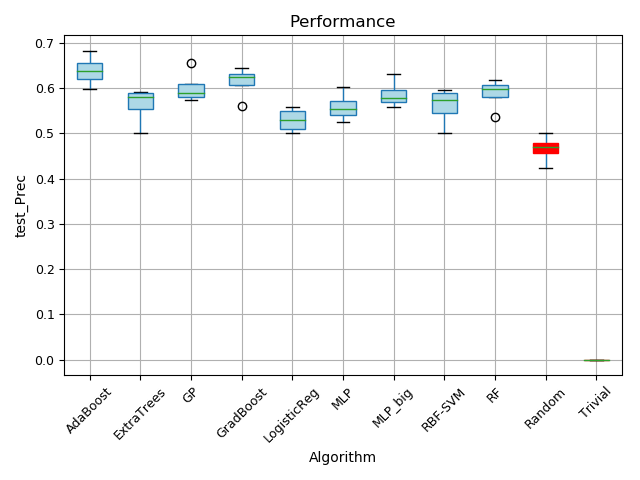 Performance
test_Prec
0.7
0.6
0.5
0.4
0.3
0.2
0.1
0.0
AdaBoost
ExtraTrees
GP
GradBoost
LogisticReg
MLP
MLP_big
RBF-SVM
RF
Random
Trivial
Algorithm